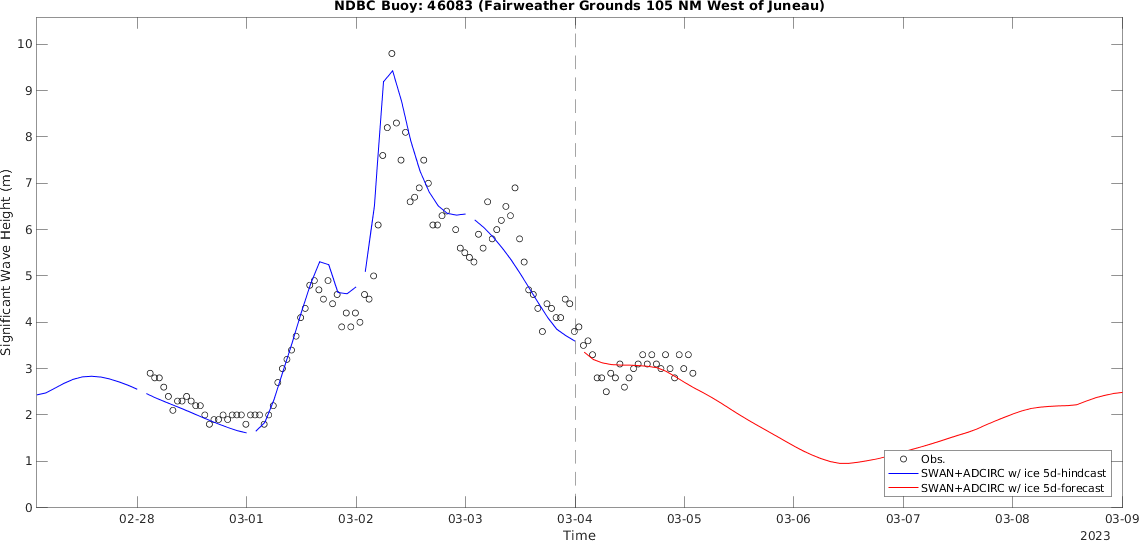 NDBC Buoy: 46083 (Fairweather Grounds 105 NM West of Juneau)
10
9
8
7
6
5
4
3
2
1
0
Significant Wave Height (m)
Obs.
SWAN+ADCIRC w/ ice 5d-hindcast
SWAN+ADCIRC w/ ice 5d-forecast
02-28 03-01 03-02 03-03 03-04 03-05 03-06 03-07 03-08 03-09
Time
2023